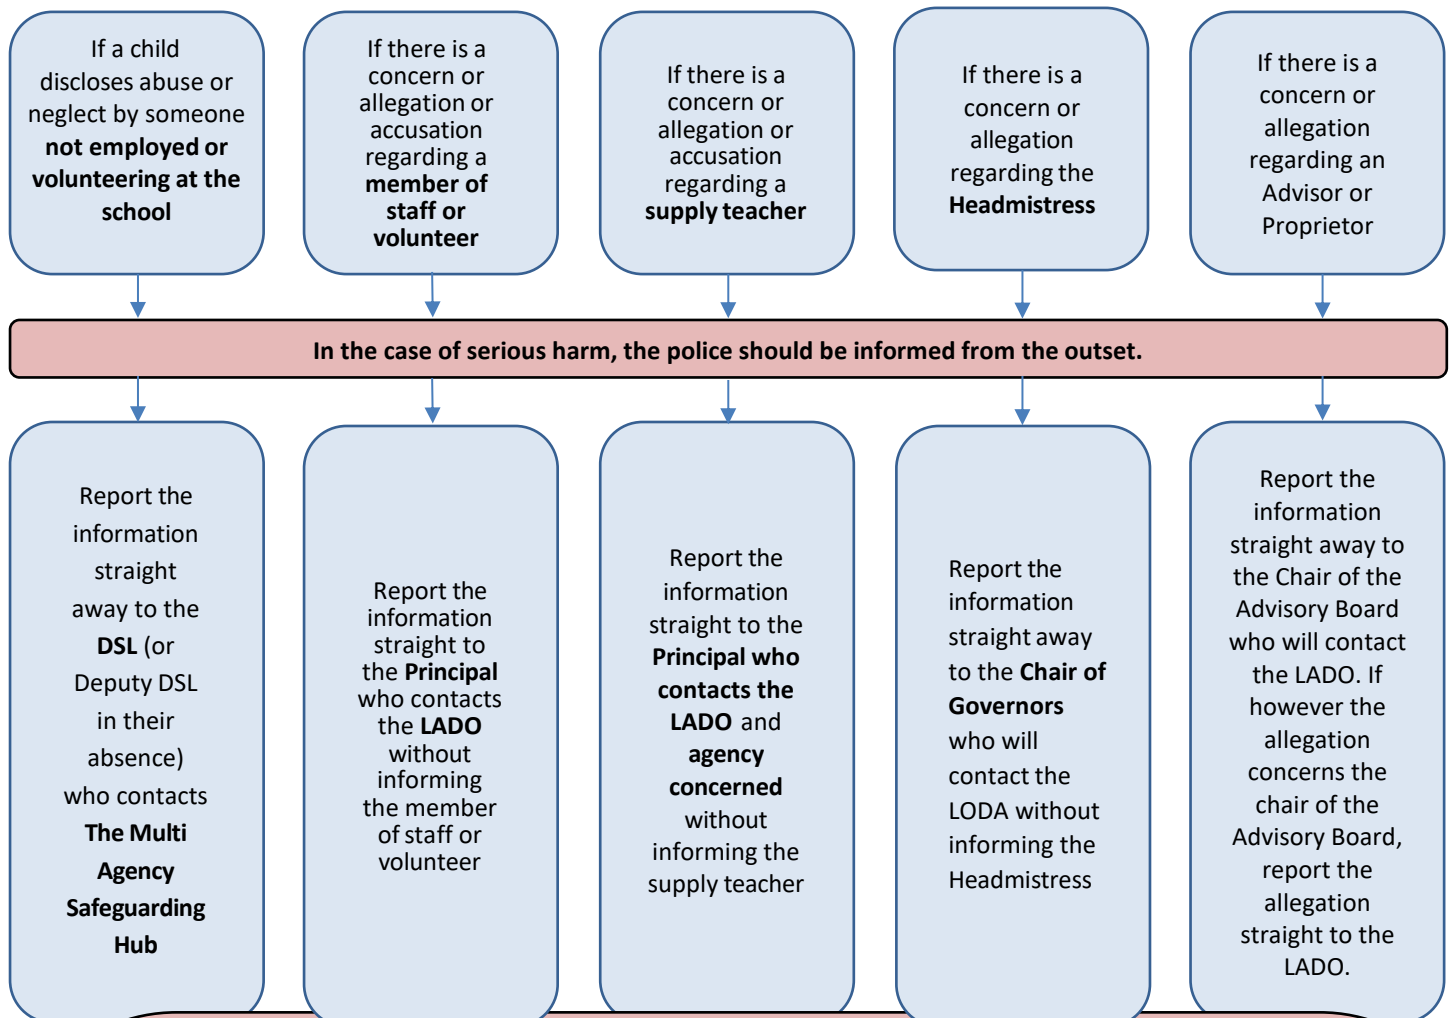 If a child
discloses abuse or
neglect by someone
not employed or
volunteering at the
school
If there is a
concern or
allegation or
accusation
regarding a
member of
staff or
volunteer
If there is a
concern or
allegation or
accusation
regarding a
supply teacher
If there is a
concern or
allegation
regarding the
Headmistress
If there is a
concern or
allegation
regarding an
Advisor or
Proprietor
In the case of serious harm, the police should be informed from the outset.
Report the
information
straight
away to the
DSL (or
Deputy DSL
in their
absence)
who contacts
The Multi
Agency
Safeguarding
Hub
Report the
information
straight to
the Principal
who contacts
the LADO
without
informing
the member
of staff or
volunteer
Report the
information
straight to the
Principal who
contacts the
LADO and
agency
concerned
without
informing the
supply teacher
Report the
information
straight away
to the Chair of
Governors
who will
contact the
LODA without
informing the
Headmistress
Report the
information
straight away to
the Chair of the
Advisory Board
who will contact
the LADO. If
however the
allegation
concerns the
chair of the
Advisory Board,
report the
allegation
straight to the
LADO.